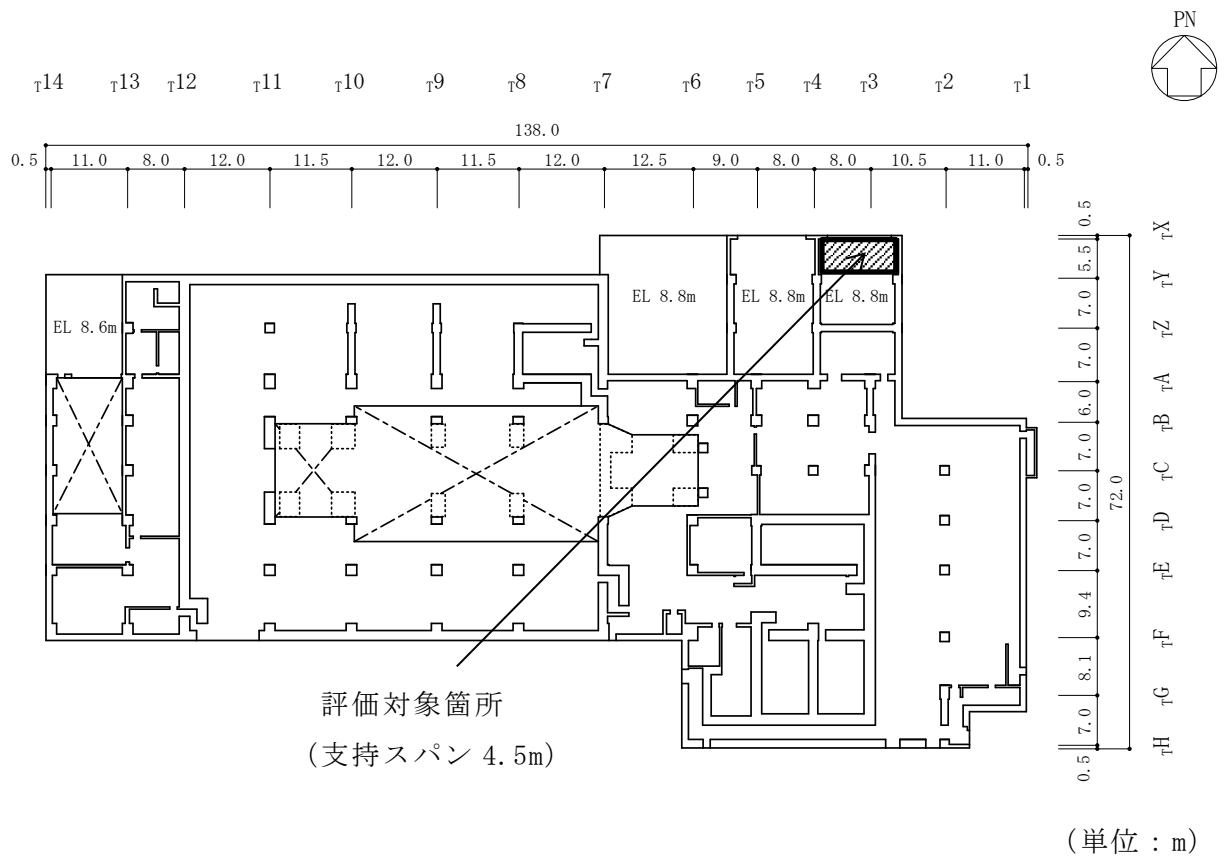 PN
T14 T13 T12 T11 T10 T9 T8 T7 T6 T5 T4 T3 T2 T1
138.0
0.5 11.0 8.0 12.0 11.5 12.0 11.5 12.0 12.5 9.0 8.0 8.0 10.5 11.0 0.5
0.5 TX
5.5 TY
7.0 TZ
7.0 TA
6.0 TB
7.0 TC
7.0 TD
7.0 TE
9.4 TF
8.1 TG
7.0 TH
0.5
72.0
EL 8.6m
EL 8.8m
EL 8.8m
EL 8.8m
評価対象箇所
(支持スパン 4.5m)
(単位：m)